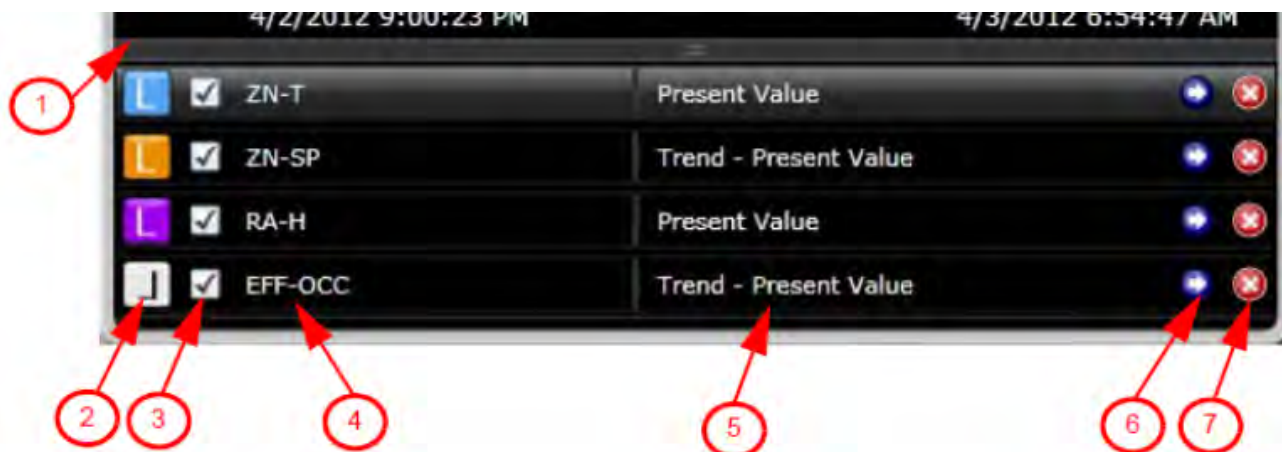 4/2/2012 9:00:23 PM 4/3/2012 6:54:47 AM
1
L ZN-T Present Value
L ZN-SP Trend - Present Value
L RA-H Present Value
EFF-OCC Trend - Present Value
2 3 4 5 6 7